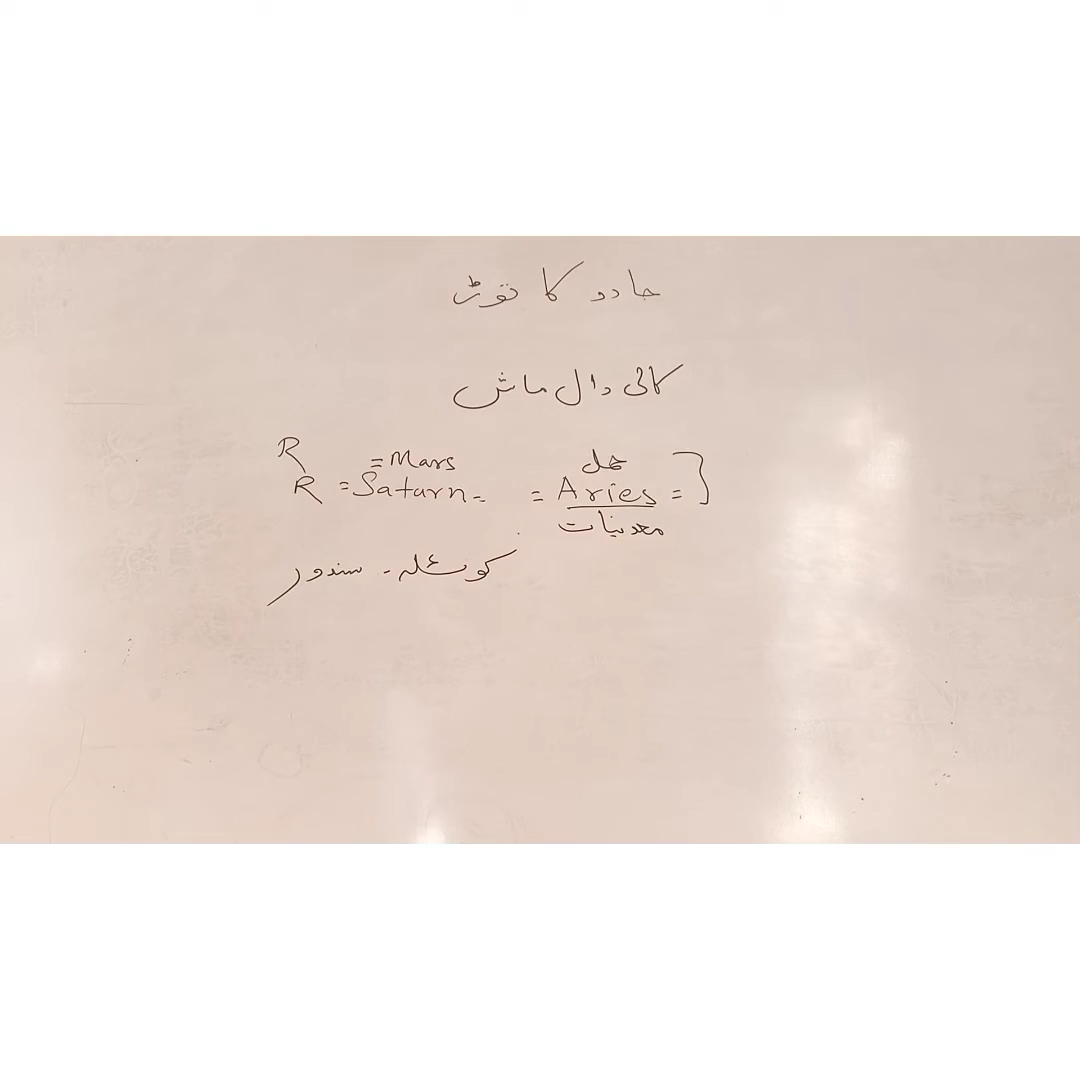 جادو کا توڑ
کالی دال ماش
R = Mars حمل
R = Saturn = = Aries = }
معدنیات
کوئلہ - سندور